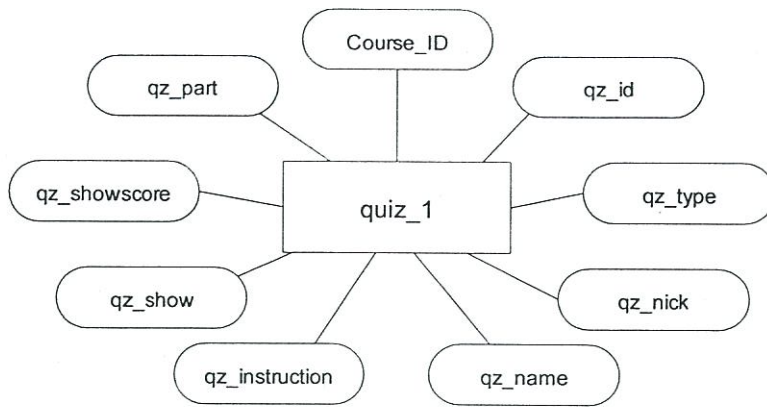 Course_ID
qz_part
qz_id
qz_showscore
quiz_1
qz_type
qz_show
qz_nick
qz_instruction
qz_name